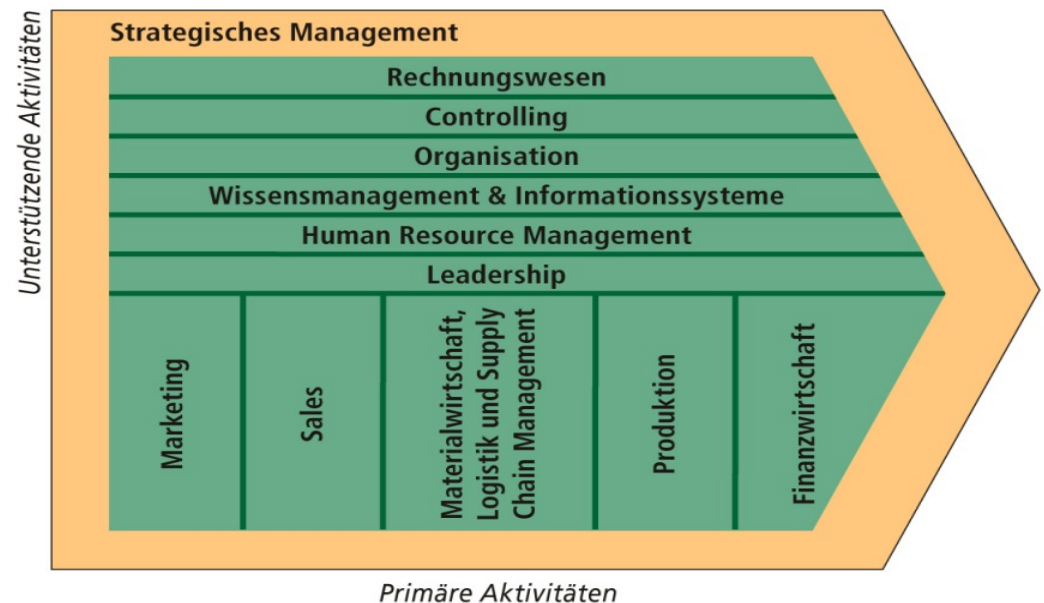 Unterstützende Aktivitäten
Strategisches Management
Rechnungswesen
Controlling
Organisation
Wissensmanagement & Informationssysteme
Human Resource Management
Leadership
Marketing
Sales
Materialwirtschaft,
Logistik und Supply
Chain Management
Produktion
Finanzwirtschaft
Primäre Aktivitäten